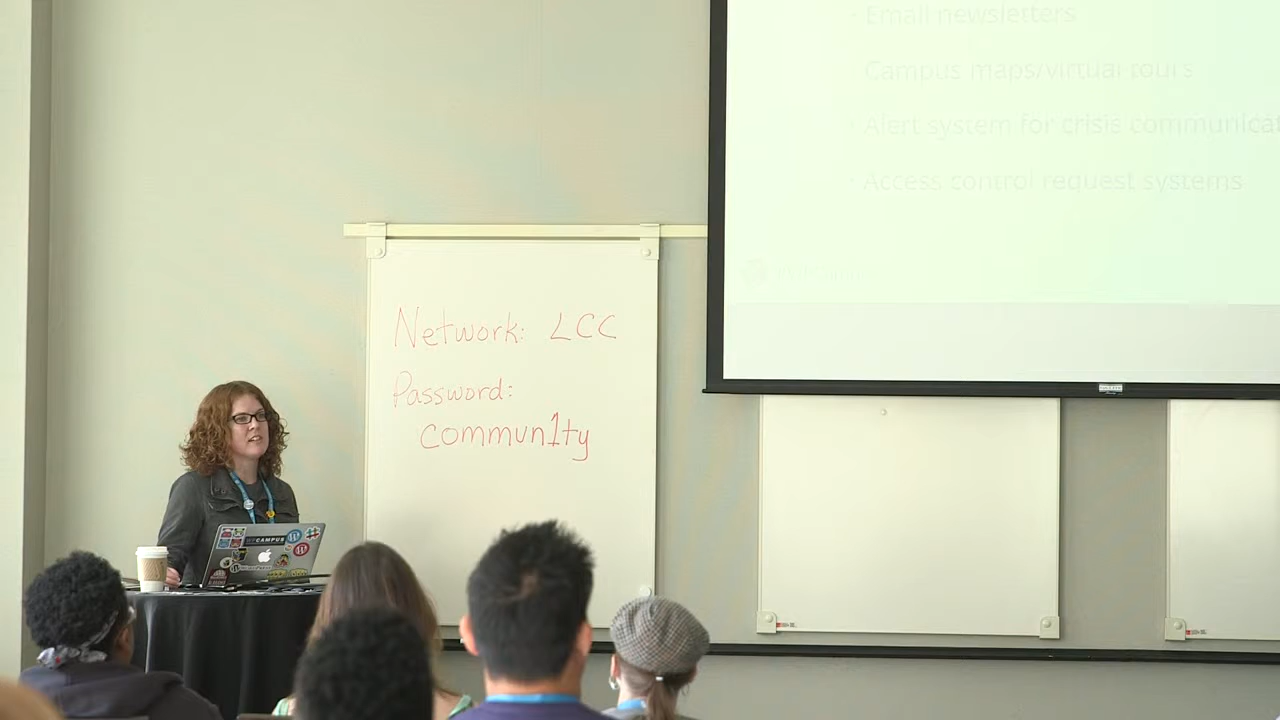 · Email newsletters
· Campus maps/virtual tours
· Alert system for crisis communicat
· Access control request systems
Network: LCC
Password:
commun1ty
WPCAMPUS